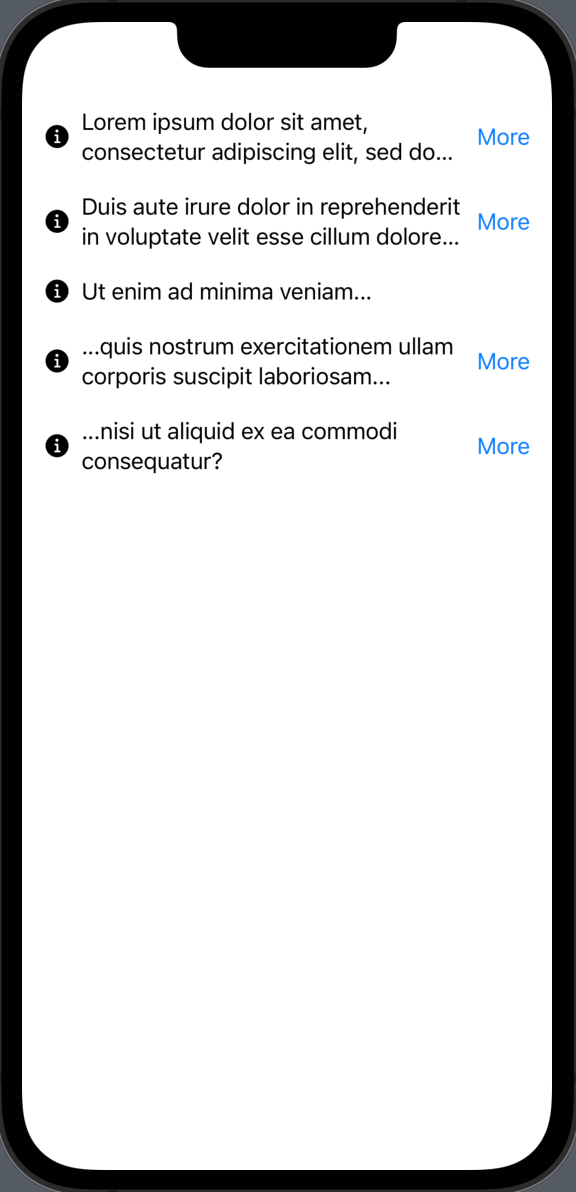 Lorem ipsum dolor sit amet,
consectetur adipiscing elit, sed do...
More
Duis aute irure dolor in reprehenderit
in voluptate velit esse cillum dolore...
More
Ut enim ad minima veniam...
...quis nostrum exercitationem ullam
corporis suscipit laboriosam...
More
...nisi ut aliquid ex ea commodi
consequatur?
More